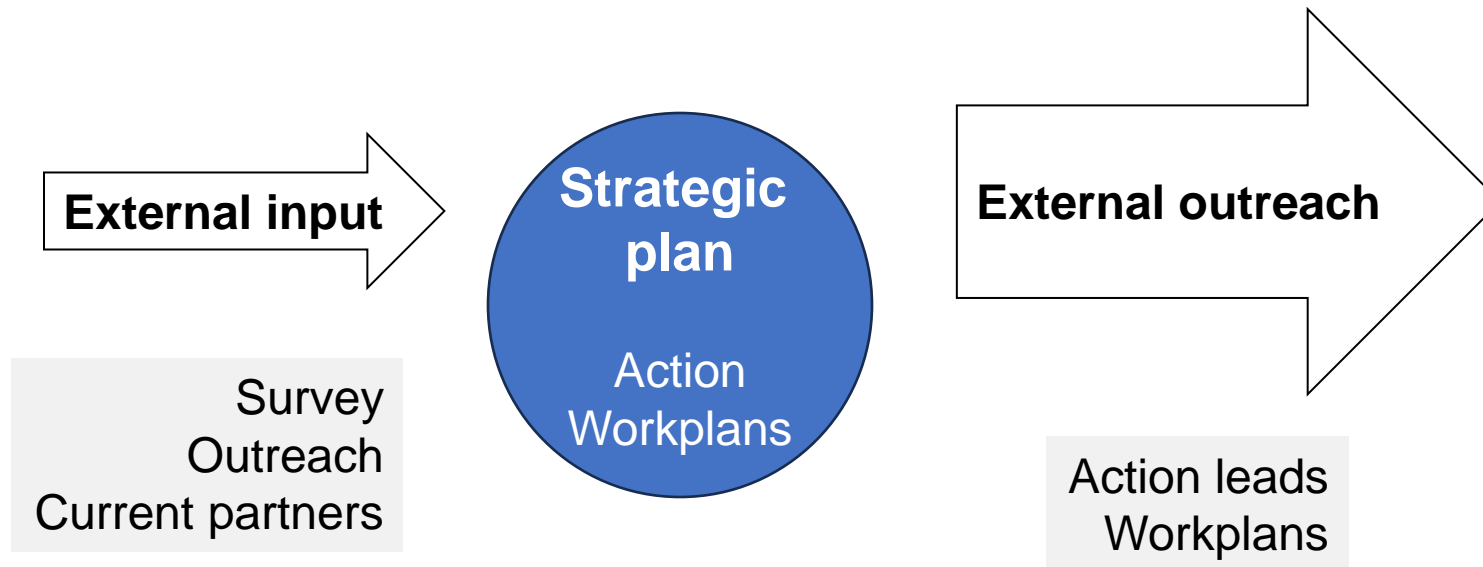 External input
Survey
Outreach
Current partners
Strategic
plan
Action
Workplans
External outreach
Action leads
Workplans